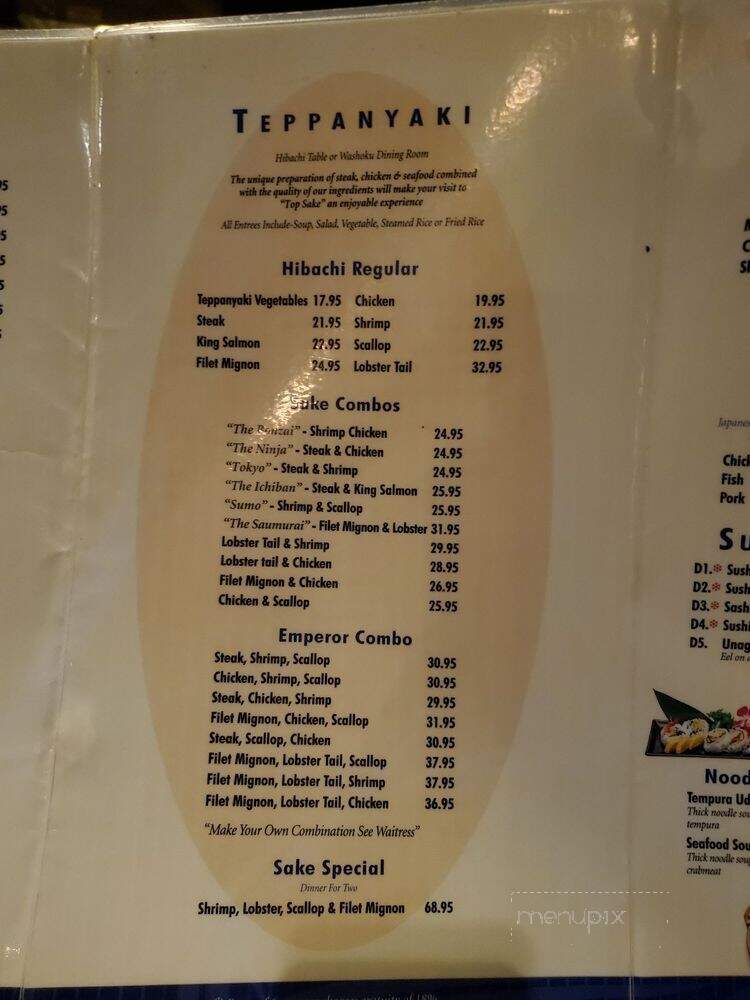 TEPPANYAKI
Hibachi Table or Washoku Dining Room
The unique preparation of steak, chicken & seafood combined
with the quality of our ingredients will make your visit to
"Top Sake" an enjoyable experience
All Entrees Include-Soup, Salad, Vegetable, Steamed Rice or Fried Rice
Hibachi Regular
Teppanyaki Vegetables 17.95 Chicken 19.95
Steak 21.95 Shrimp 21.95
King Salmon 22.95 Scallop 22.95
Filet Mignon 24.95 Lobster Tail 32.95
Sake Combos
"The Bonzai" - Shrimp Chicken 24.95
"The Ninja" - Steak & Chicken 24.95
"Tokyo" - Steak & Shrimp 24.95
"The Ichiban" - Steak & King Salmon 25.95
"Sumo" - Shrimp & Scallop 25.95
"The Saumurai" - Filet Mignon & Lobster 31.95
Lobster Tail & Shrimp 29.95
Lobster tail & Chicken 28.95
Filet Mignon & Chicken 26.95
Chicken & Scallop 25.95
Emperor Combo
Steak, Shrimp, Scallop 30.95
Chicken, Shrimp, Scallop 30.95
Steak, Chicken, Shrimp 29.95
Filet Mignon, Chicken, Scallop 31.95
Steak, Scallop, Chicken 30.95
Filet Mignon, Lobster Tail, Scallop 37.95
Filet Mignon, Lobster Tail, Shrimp 37.95
Filet Mignon, Lobster Tail, Chicken 36.95
"Make Your Own Combination See Waitress"
Sake Special
Dinner For Two
Shrimp, Lobster, Scallop & Filet Mignon 68.95
menupix
Fish
Pork
D1.
D2.
D3.
D4. Sushi
D5.
Eel on
Tempura
Thick noodle
tempura
Seafood
Thick noodle
crabmeat
gratuity of 18%